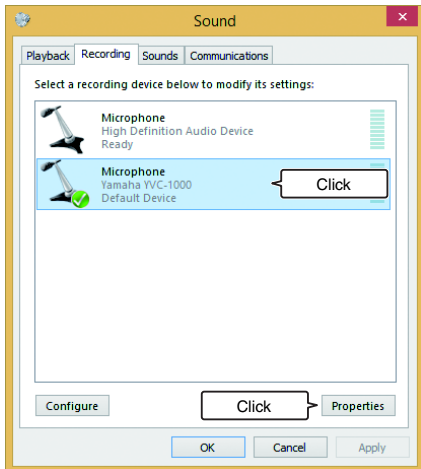 Sound
Playback Recording Sounds Communications
Select a recording device below to modify its settings:
Microphone
High Definition Audio Device
Ready
Microphone
Yamaha YVC-1000
Default Device
Click
Configure
Click
Properties
OK Cancel Apply